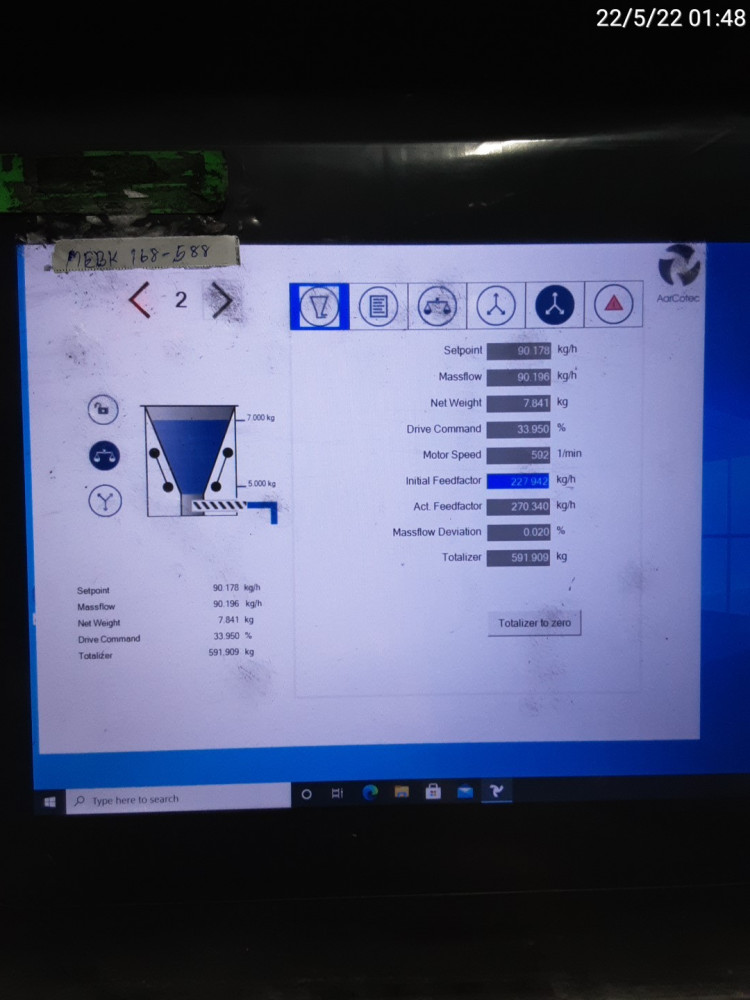 22/5/22 01:48
MEBK 168-588
2
AarCotec
Setpoint 90.178 kg/h
Massflow 90.196 kg/h
Net Weight 7.841 kg
Drive Command 33.950 %
Motor Speed 592 1/min
Initial Feedfactor 227.942 kg/h
Act. Feedfactor 270.340 kg/h
Massflow Deviation 0.020 %
Totalizer 591.909 kg
Totalizer to zero
7.000 kg
5.000 kg
Setpoint 90.178 kg/h
Massflow 90.196 kg/h
Net Weight 7.841 kg
Drive Command 33.950 %
Totalizer 591.909 kg
Type here to search